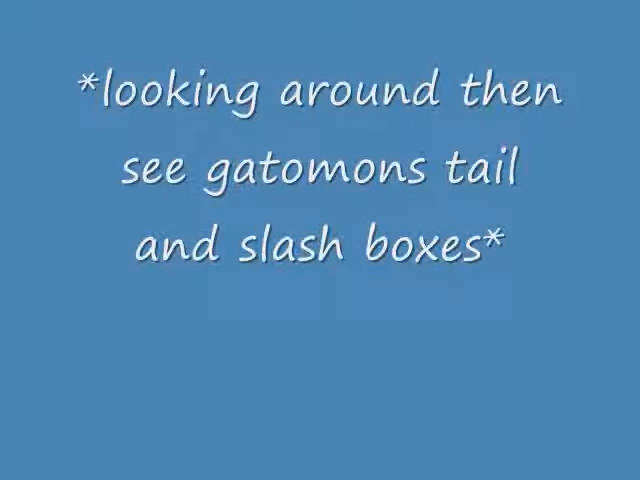 *looking around then
see gatomons tail
and slash boxes*